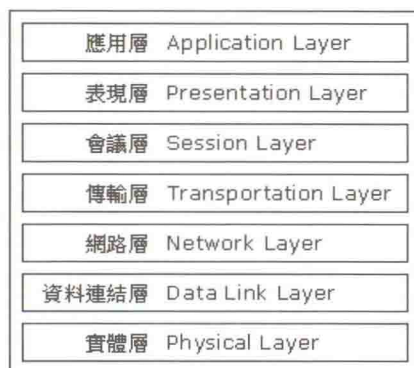 應用層 Application Layer
表現層 Presentation Layer
會議層 Session Layer
傳輸層 Transportation Layer
網路層 Network Layer
資料連結層 Data Link Layer
實體層 Physical Layer